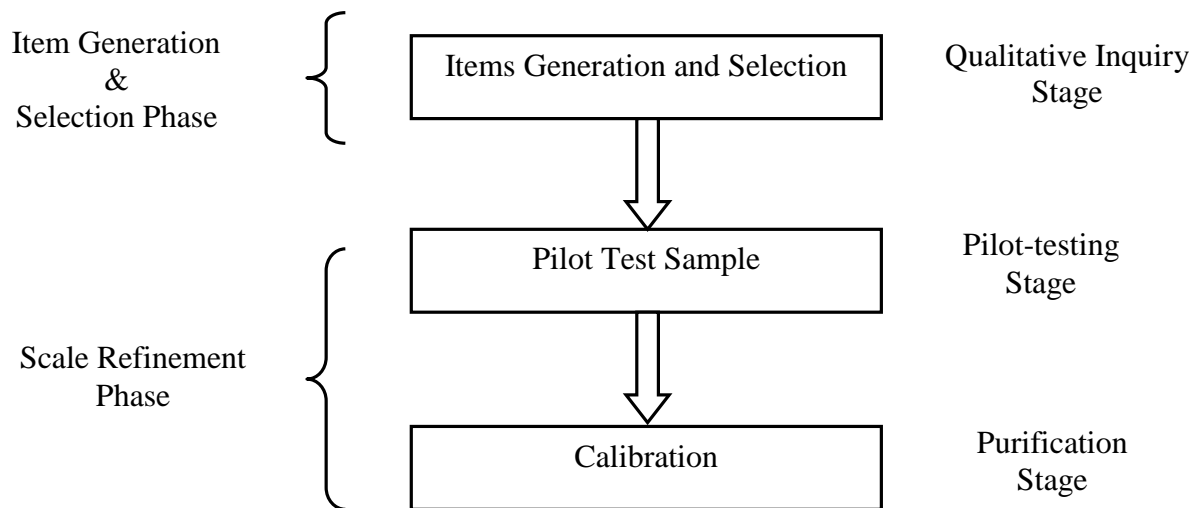 Item Generation
&
Selection Phase
Items Generation and Selection
Qualitative Inquiry
Stage
Pilot Test Sample
Pilot-testing
Stage
Scale Refinement
Phase
Calibration
Purification
Stage